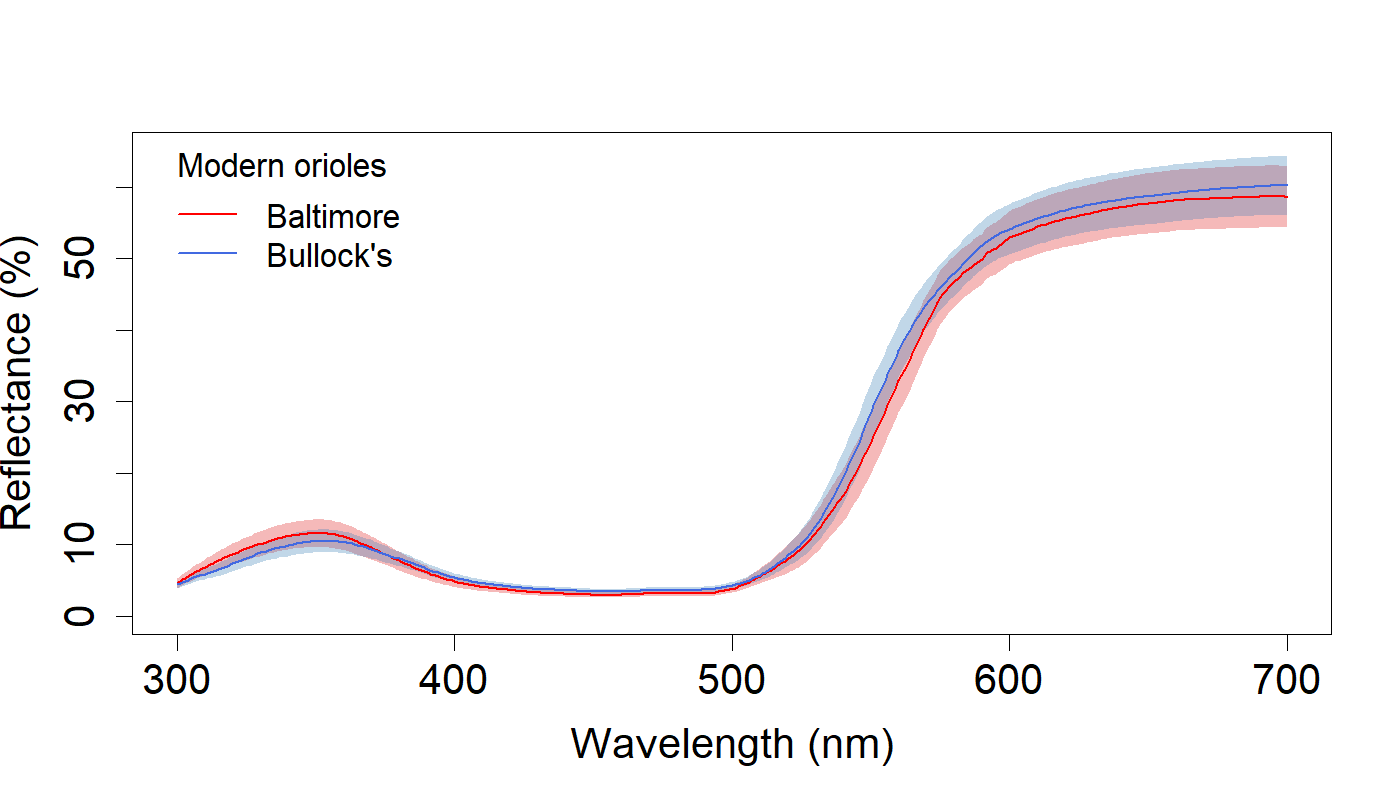 Modern orioles
Baltimore
Bullock's
Reflectance (%)
50
30
10
0
300 400 500 600 700
Wavelength (nm)